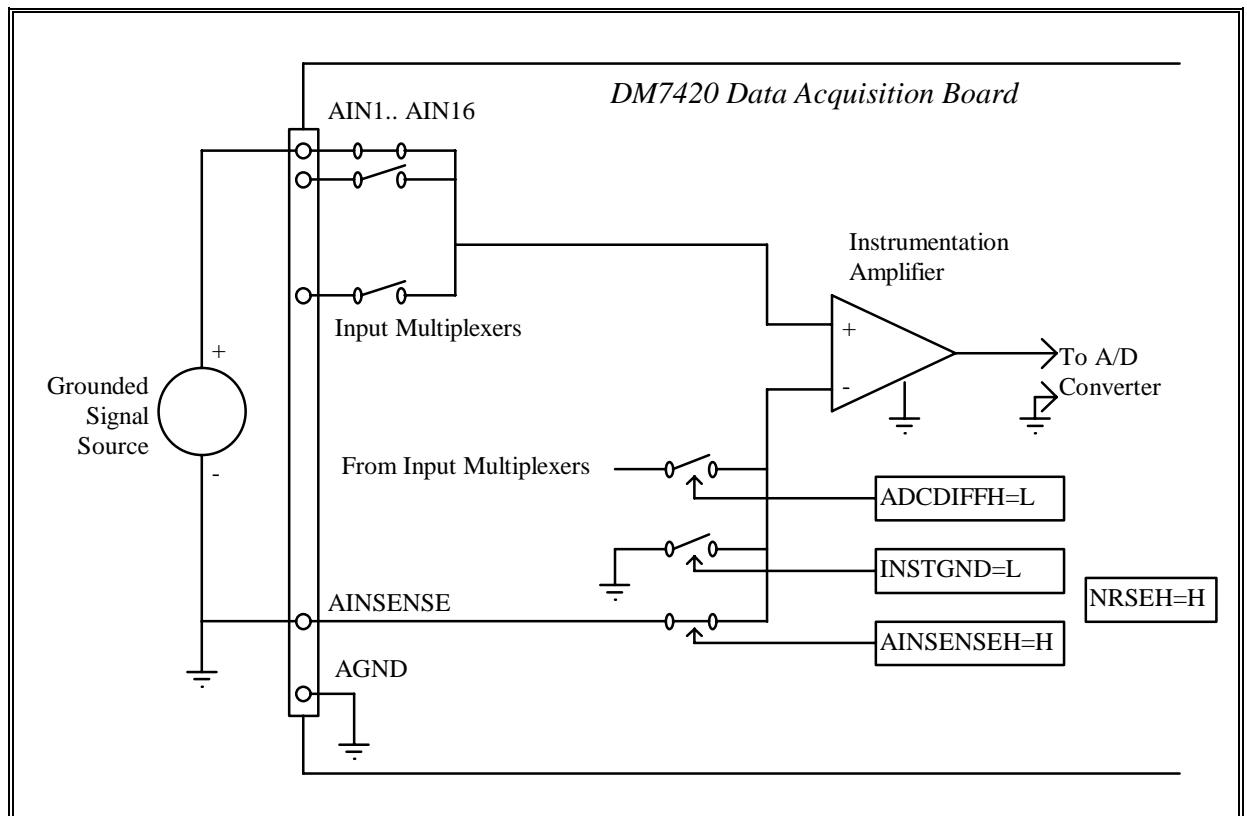 DM7420 Data Acquisition Board
AIN1.. AIN16
Instrumentation
Amplifier
Input Multiplexers
+
-
To A/D
Converter
+
Grounded
Signal
Source
-
From Input Multiplexers
ADCDIFFH=L
INSTGND=L
NRSEH=H
AINSENSE
AINSENSEH=H
AGND